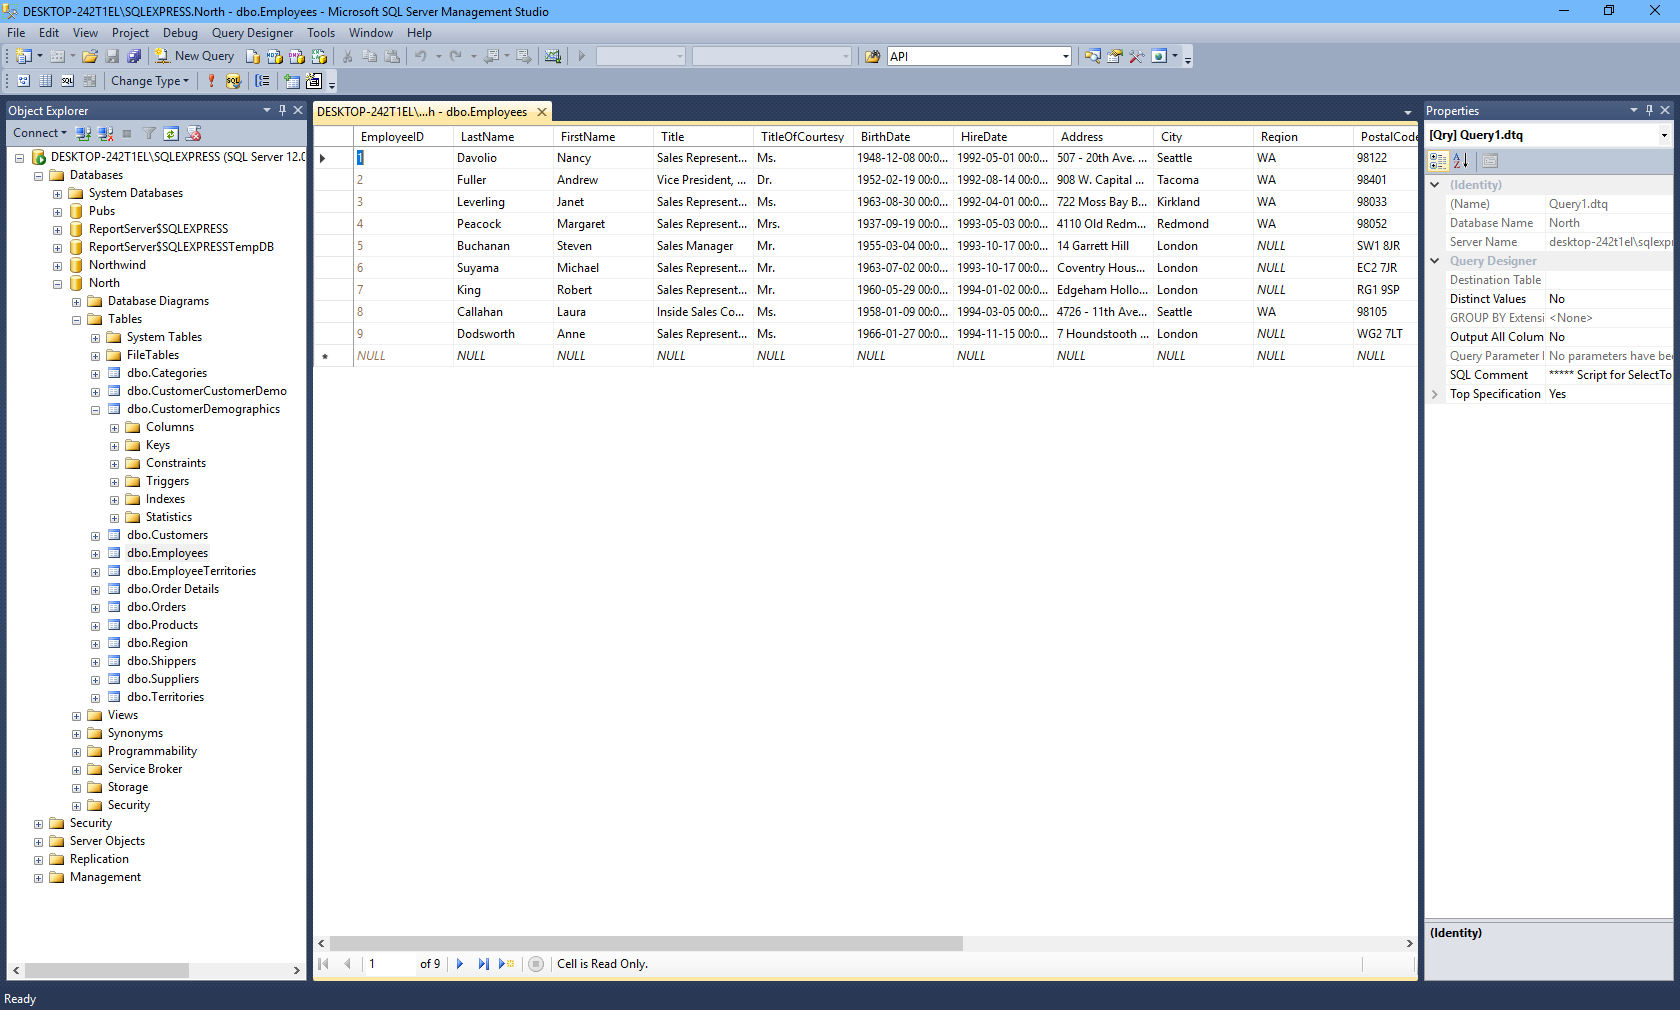 DESKTOP-242T1EL\SQLEXPRESS.North - dbo.Employees - Microsoft SQL Server Management Studio
File Edit View Project Debug Query Designer Tools Window Help
New Query API
Change Type
Object Explorer
Connect
DESKTOP-242T1EL\SQLEXPRESS (SQL Server 12.0
Databases
System Databases
Pubs
ReportServer$SQLEXPRESS
ReportServer$SQLEXPRESSTempDB
Northwind
North
Database Diagrams
Tables
System Tables
FileTables
dbo.Categories
dbo.CustomerCustomerDemo
dbo.CustomerDemographics
Columns
Keys
Constraints
Triggers
Indexes
Statistics
dbo.Customers
dbo.Employees
dbo.EmployeeTerritories
dbo.Order Details
dbo.Orders
dbo.Products
dbo.Region
dbo.Shippers
dbo.Suppliers
dbo.Territories
Views
Synonyms
Programmability
Service Broker
Storage
Security
Security
Server Objects
Replication
Management
DESKTOP-242T1EL\...h - dbo.Employees
EmployeeID LastName FirstName Title TitleOfCourtesy BirthDate HireDate Address City Region PostalCode
1 Davolio Nancy Sales Represent... Ms. 1948-12-08 00:0... 1992-05-01 00:0... 507 - 20th Ave. ... Seattle WA 98122
2 Fuller Andrew Vice President, ... Dr. 1952-02-19 00:0... 1992-08-14 00:0... 908 W. Capital ... Tacoma WA 98401
3 Leverling Janet Sales Represent... Ms. 1963-08-30 00:0... 1992-04-01 00:0... 722 Moss Bay B... Kirkland WA 98033
4 Peacock Margaret Sales Represent... Mrs. 1937-09-19 00:0... 1993-05-03 00:0... 4110 Old Redm... Redmond WA 98052
5 Buchanan Steven Sales Manager Mr. 1955-03-04 00:0... 1993-10-17 00:0... 14 Garrett Hill London NULL SW1 8JR
6 Suyama Michael Sales Represent... Mr. 1963-07-02 00:0... 1993-10-17 00:0... Coventry Hous... London NULL EC2 7JR
7 King Robert Sales Represent... Mr. 1960-05-29 00:0... 1994-01-02 00:0... Edgeham Hollo... London NULL RG1 9SP
8 Callahan Laura Inside Sales Co... Ms. 1958-01-09 00:0... 1994-03-05 00:0... 4726 - 11th Ave... Seattle WA 98105
9 Dodsworth Anne Sales Represent... Ms. 1966-01-27 00:0... 1994-11-15 00:0... 7 Houndstooth ... London NULL WG2 7LT
NULL NULL NULL NULL NULL NULL NULL NULL NULL NULL NULL
1 of 9 Cell is Read Only.
Properties
[Qry] Query1.dtq
(Identity)
(Name) Query1.dtq
Database Name North
Server Name desktop-242t1el\sqlexpr
Query Designer
Destination Table
Distinct Values No
GROUP BY Extensi <None>
Output All Colum No
Query Parameter No parameters have bee
SQL Comment ***** Script for SelectTo
Top Specification Yes
(Identity)
Ready